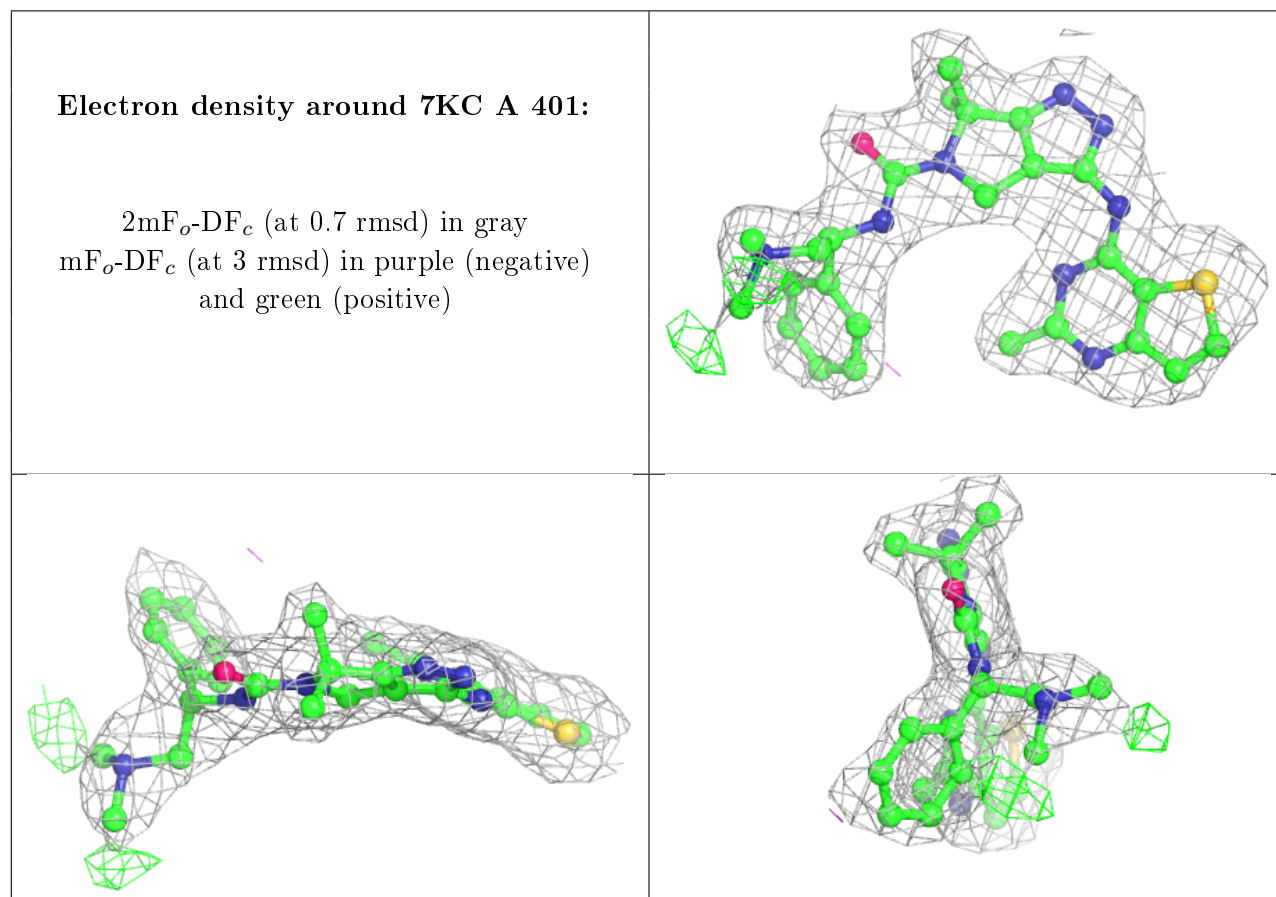 Electron density around 7KC A 401:
2mFo-DFc (at 0.7 rmsd) in gray
mFo-DFc (at 3 rmsd) in purple (negative)
and green (positive)